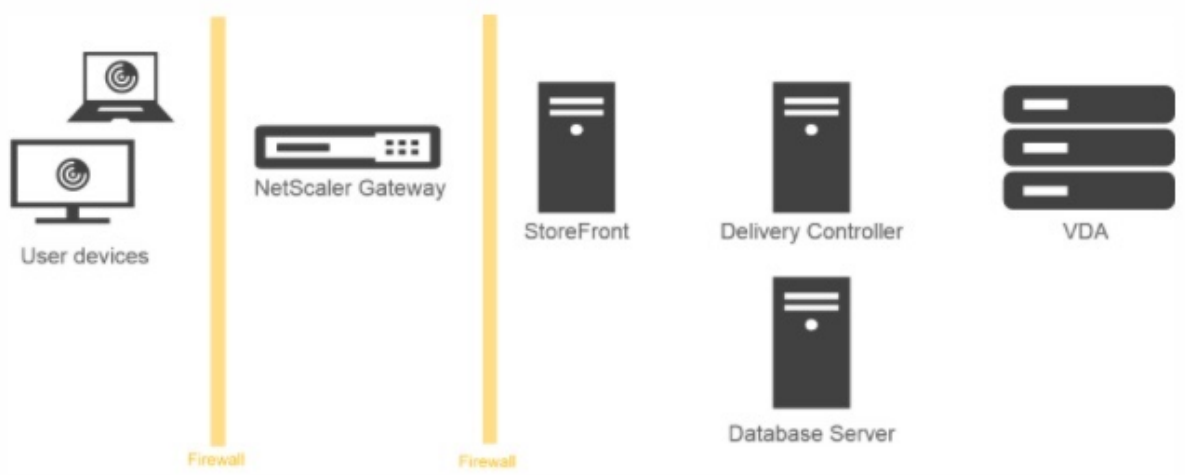 User devices
Firewall
NetScaler Gateway
Firewall
StoreFront
Delivery Controller
Database Server
VDA